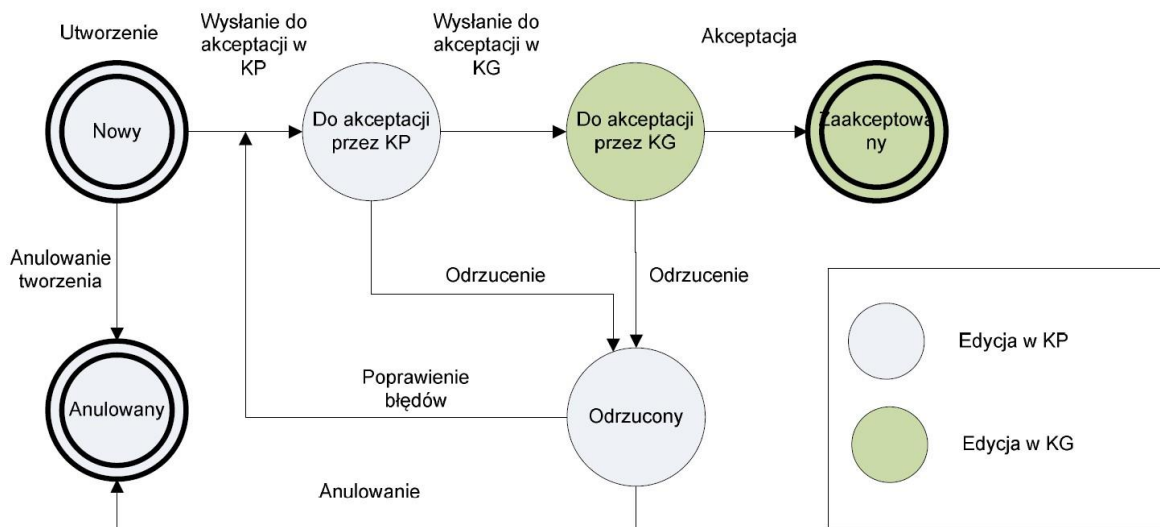 Utworzenie
Wysłanie do
akceptacji w
KP
Wysłanie do
akceptacji w
KG
Akceptacja
Nowy
Do akceptacji
przez KP
Do akceptacji
przez KG
Zaakceptowa
ny
Anulowanie
tworzenia
Odrzucenie
Odrzucenie
Anulowany
Poprawienie
błędów
Odrzucony
Anulowanie
Edycja w KP
Edycja w KG